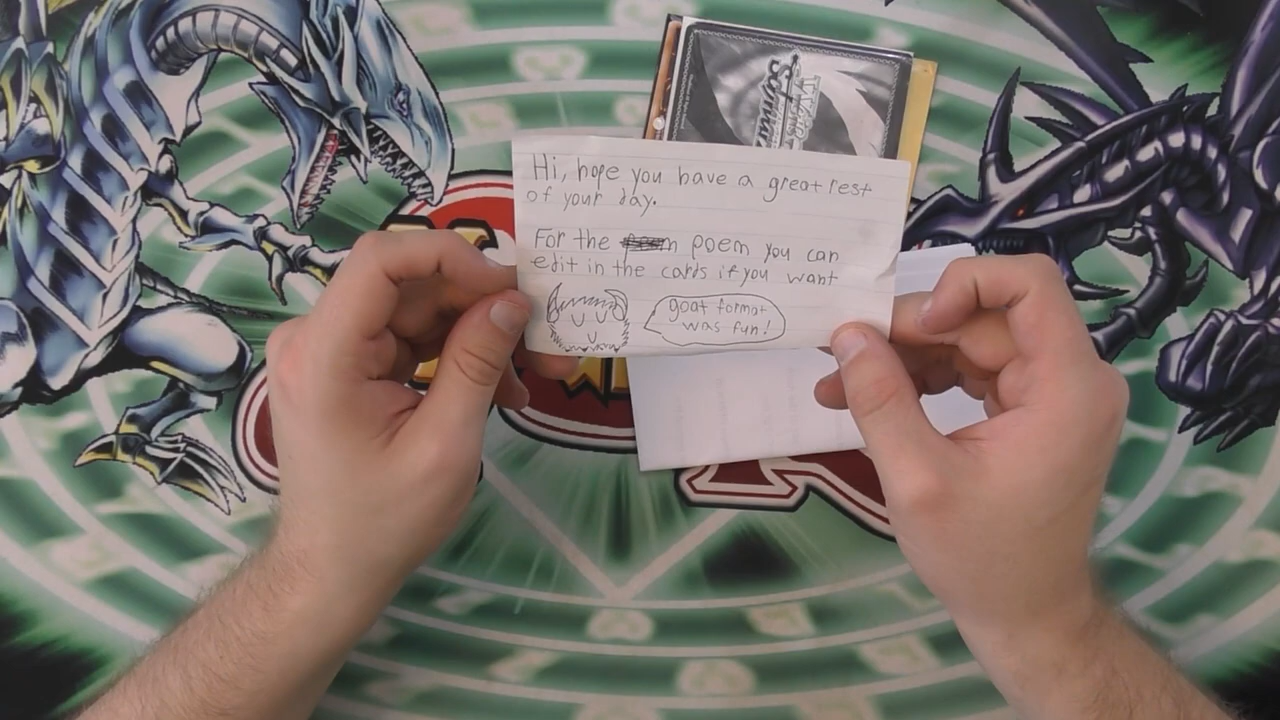 Hi, hope you have a great rest
of your day.
For the poem you can
edit in the cards if you want
goat format
was fun!